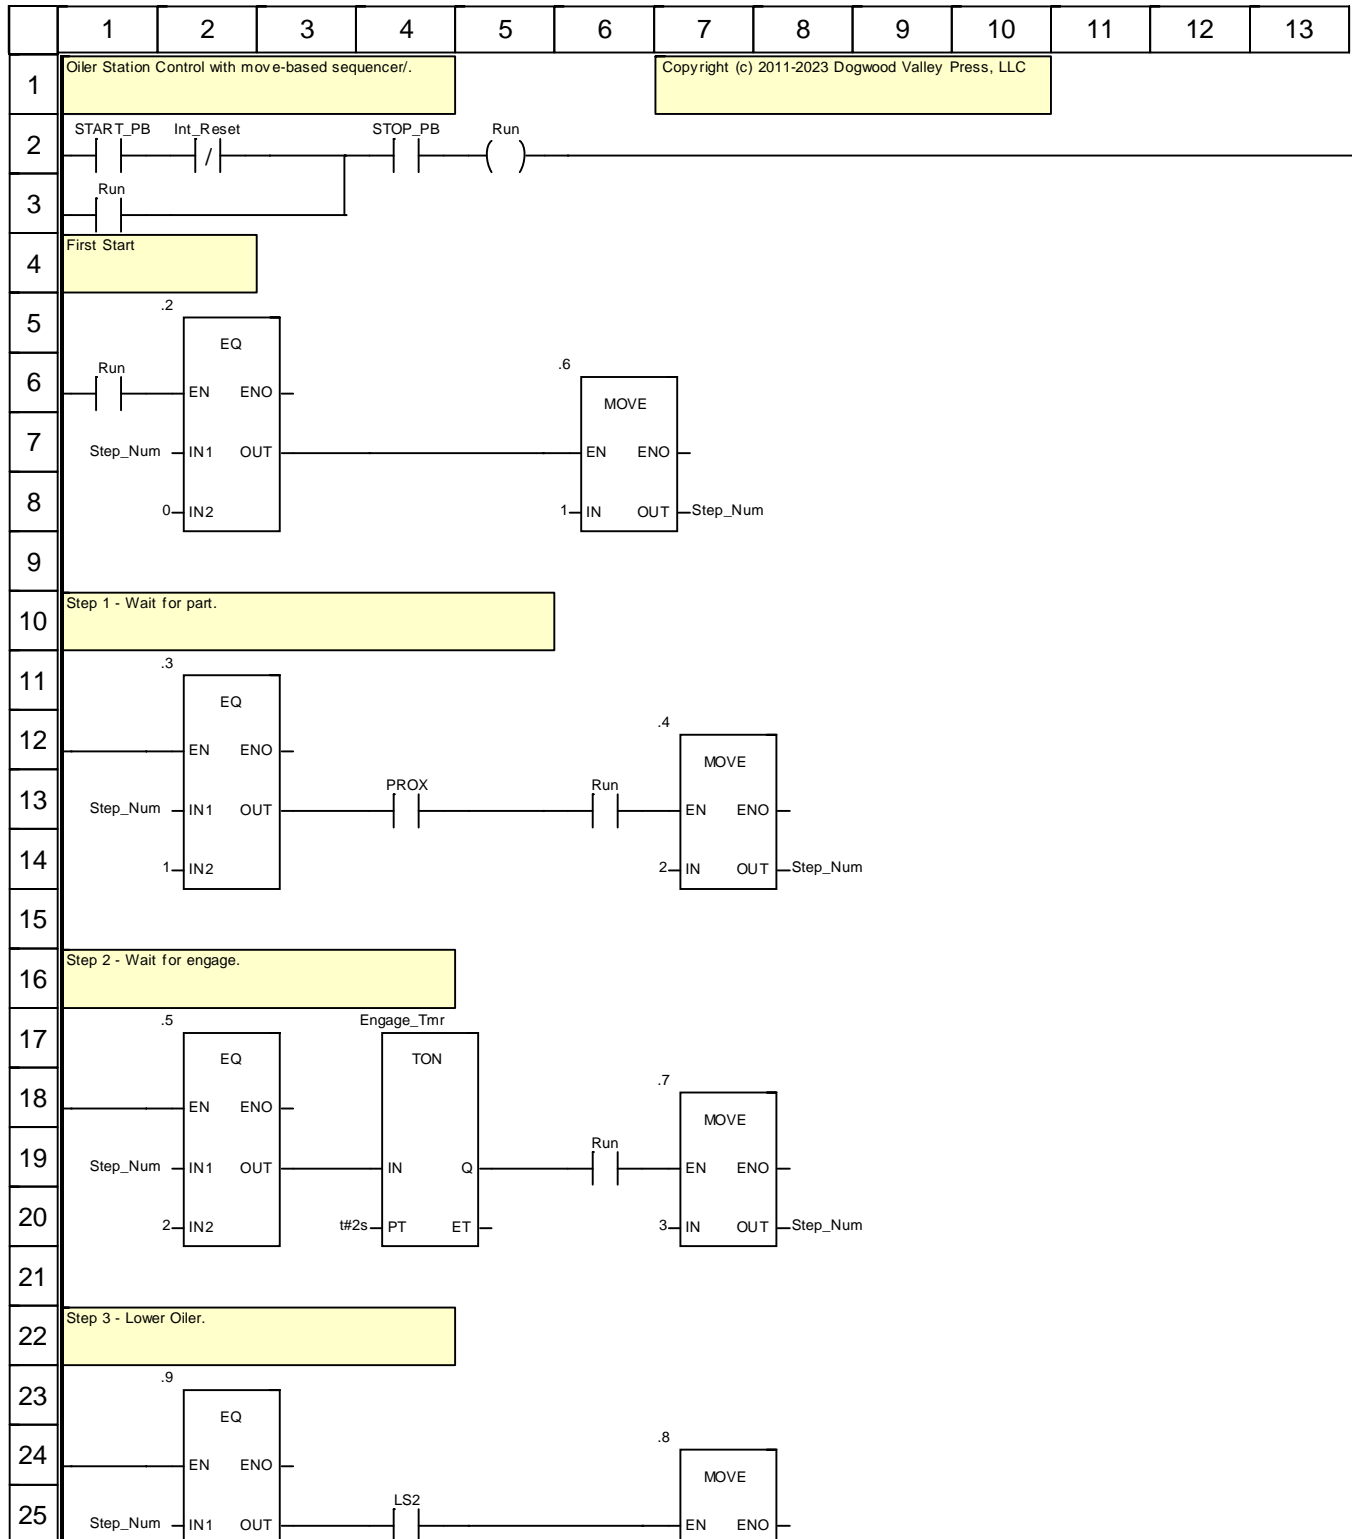 1 2 3 4 5 6 7 8 9 10 11 12 13
1 Oiler Station Control with move-based sequencer/. Copyright (c) 2011-2023 Dogwood Valley Press, LLC
START_PB Int_Reset STOP_PB Run
2
/
Run
3
4 First Start
.2
5
EQ
Run .6
6 EN ENO
MOVE
7 Step_Num IN1 OUT EN ENO
8 0 IN2 1 IN OUT Step_Num
9
10 Step 1 - Wait for part.
.3
11
EQ
.4
12 EN ENO
MOVE
PROX Run
13 Step_Num IN1 OUT EN ENO
14 1 IN2 2 IN OUT Step_Num
15
16 Step 2 - Wait for engage.
.5 Engage_Tmr
17
EQ TON
.7
18 EN ENO
MOVE
Run
19 Step_Num IN1 OUT IN Q EN ENO
20 2 IN2 t#2s PT ET 3 IN OUT Step_Num
21
22 Step 3 - Lower Oiler.
.9
23
EQ
.8
24 EN ENO
MOVE
LS2
25 Step_Num IN1 OUT EN ENO